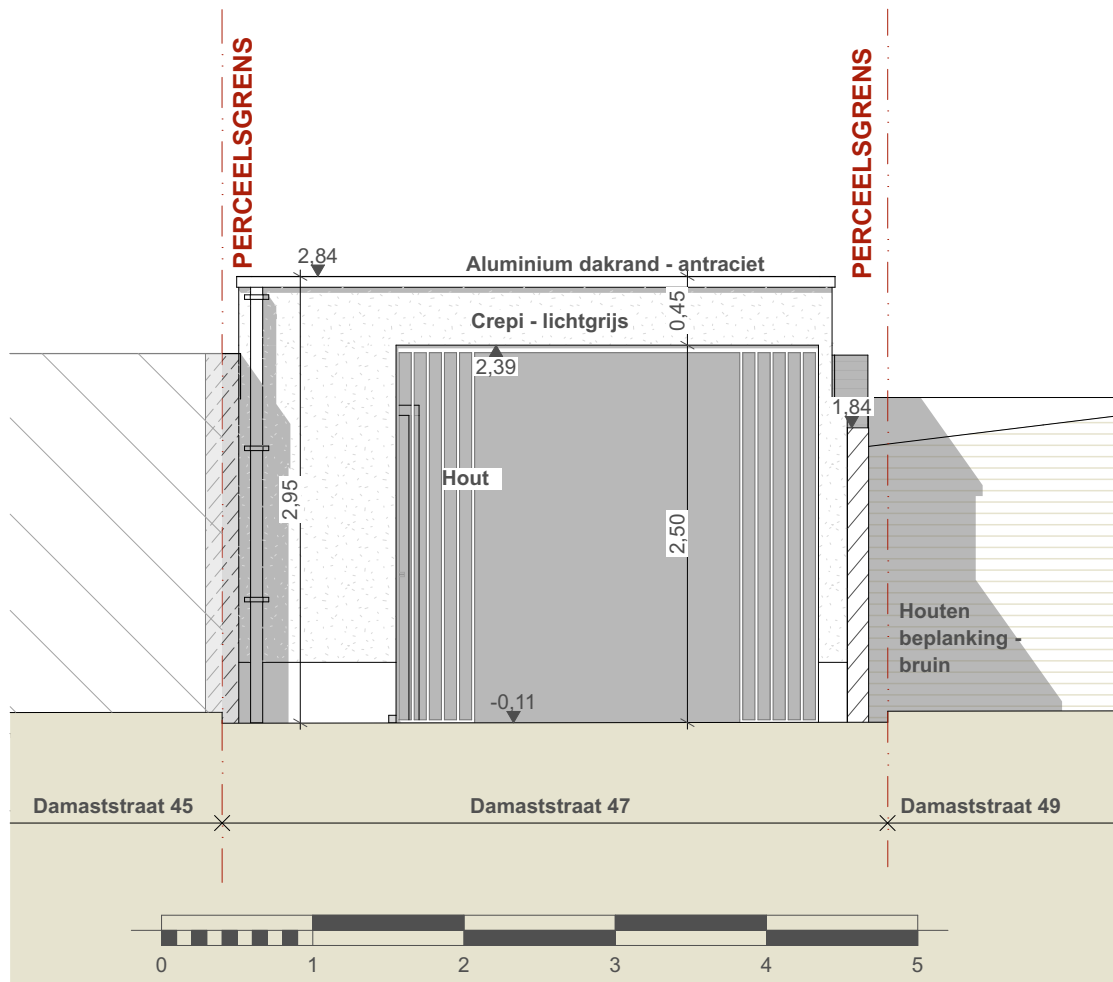 PERCEELSGRENS
PERCEELSGRENS
2,84
Aluminium dakrand - antraciet
0,45
Crepi - lichtgrijs
2,39
1,84
Hout
2,95
2,50
Houten
beplanking -
bruin
-0,11
Damaststraat 45
Damaststraat 47
Damaststraat 49
0 1 2 3 4 5